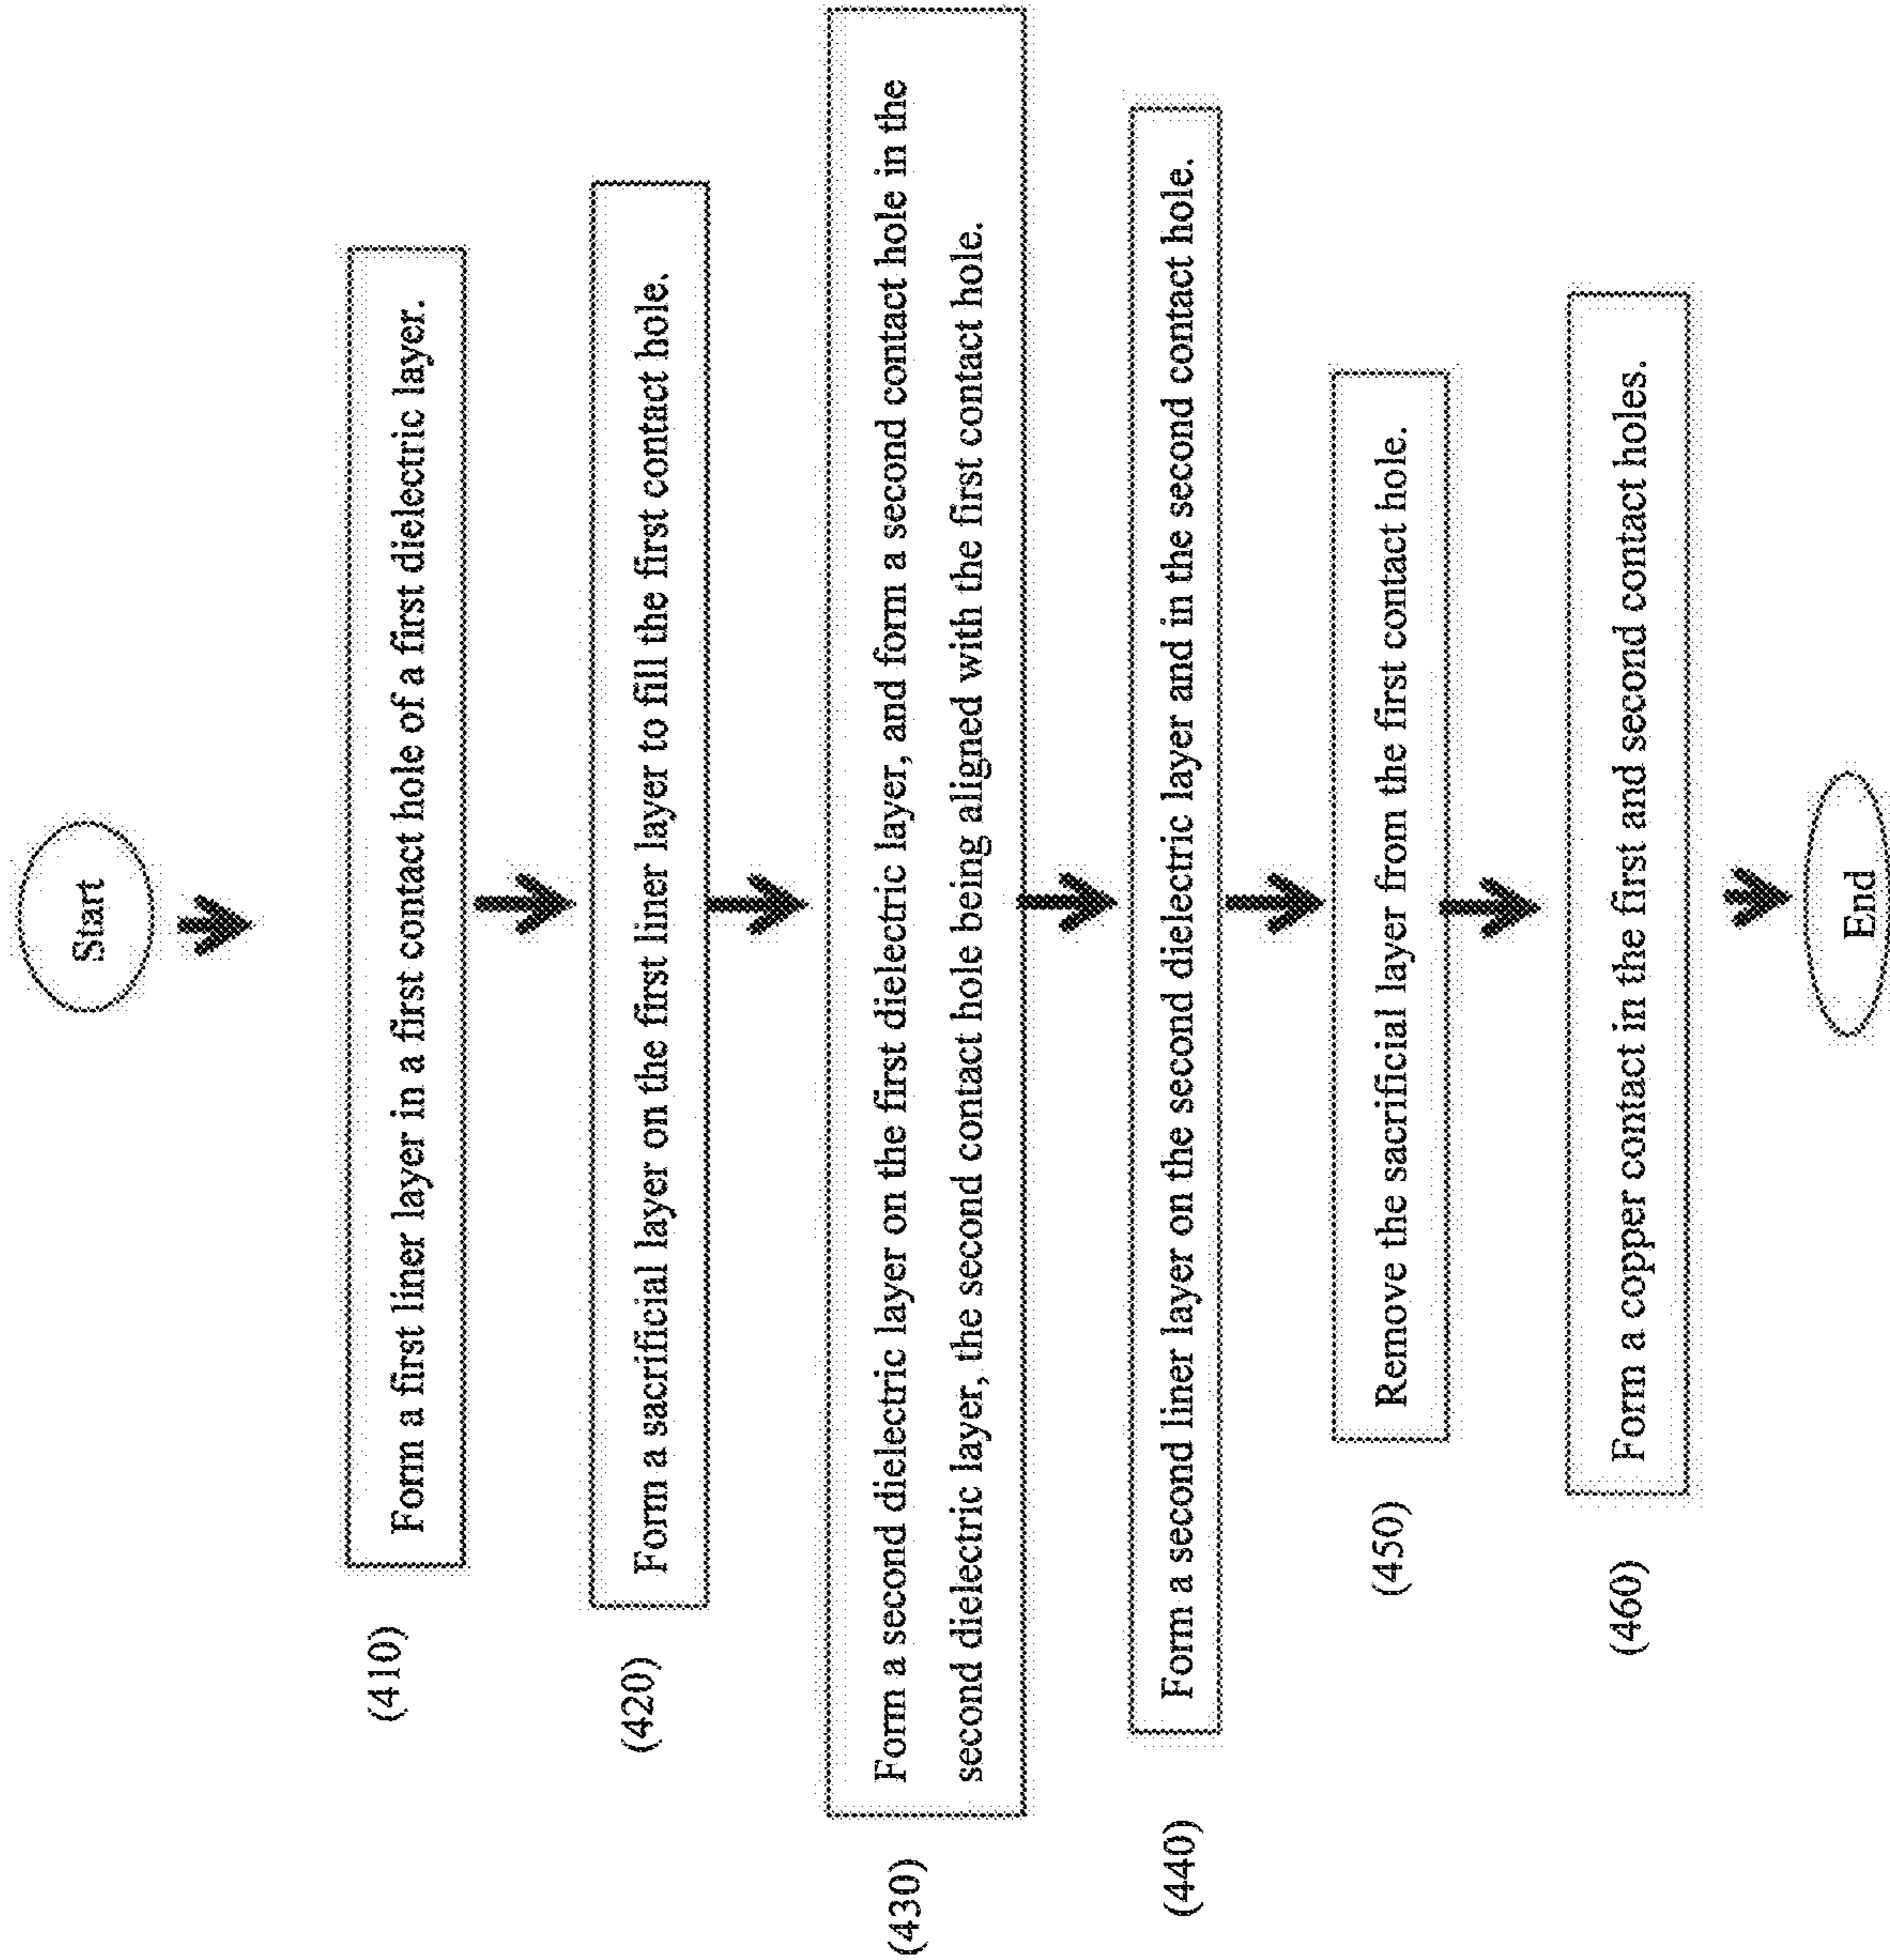 Start
(410)
Form a first liner layer in a first contact hole of a first dielectric layer.
(420)
Form a sacrificial layer on the first liner layer to fill the first contact hole.
(430)
Form a second dielectric layer on the first dielectric layer, and form a second contact hole in the
second dielectric layer, the second contact hole being aligned with the first contact hole.
(440)
Form a second liner layer on the second dielectric layer and in the second contact hole.
(450)
Remove the sacrificial layer from the first contact hole.
(460)
Form a copper contact in the first and second contact holes.
End